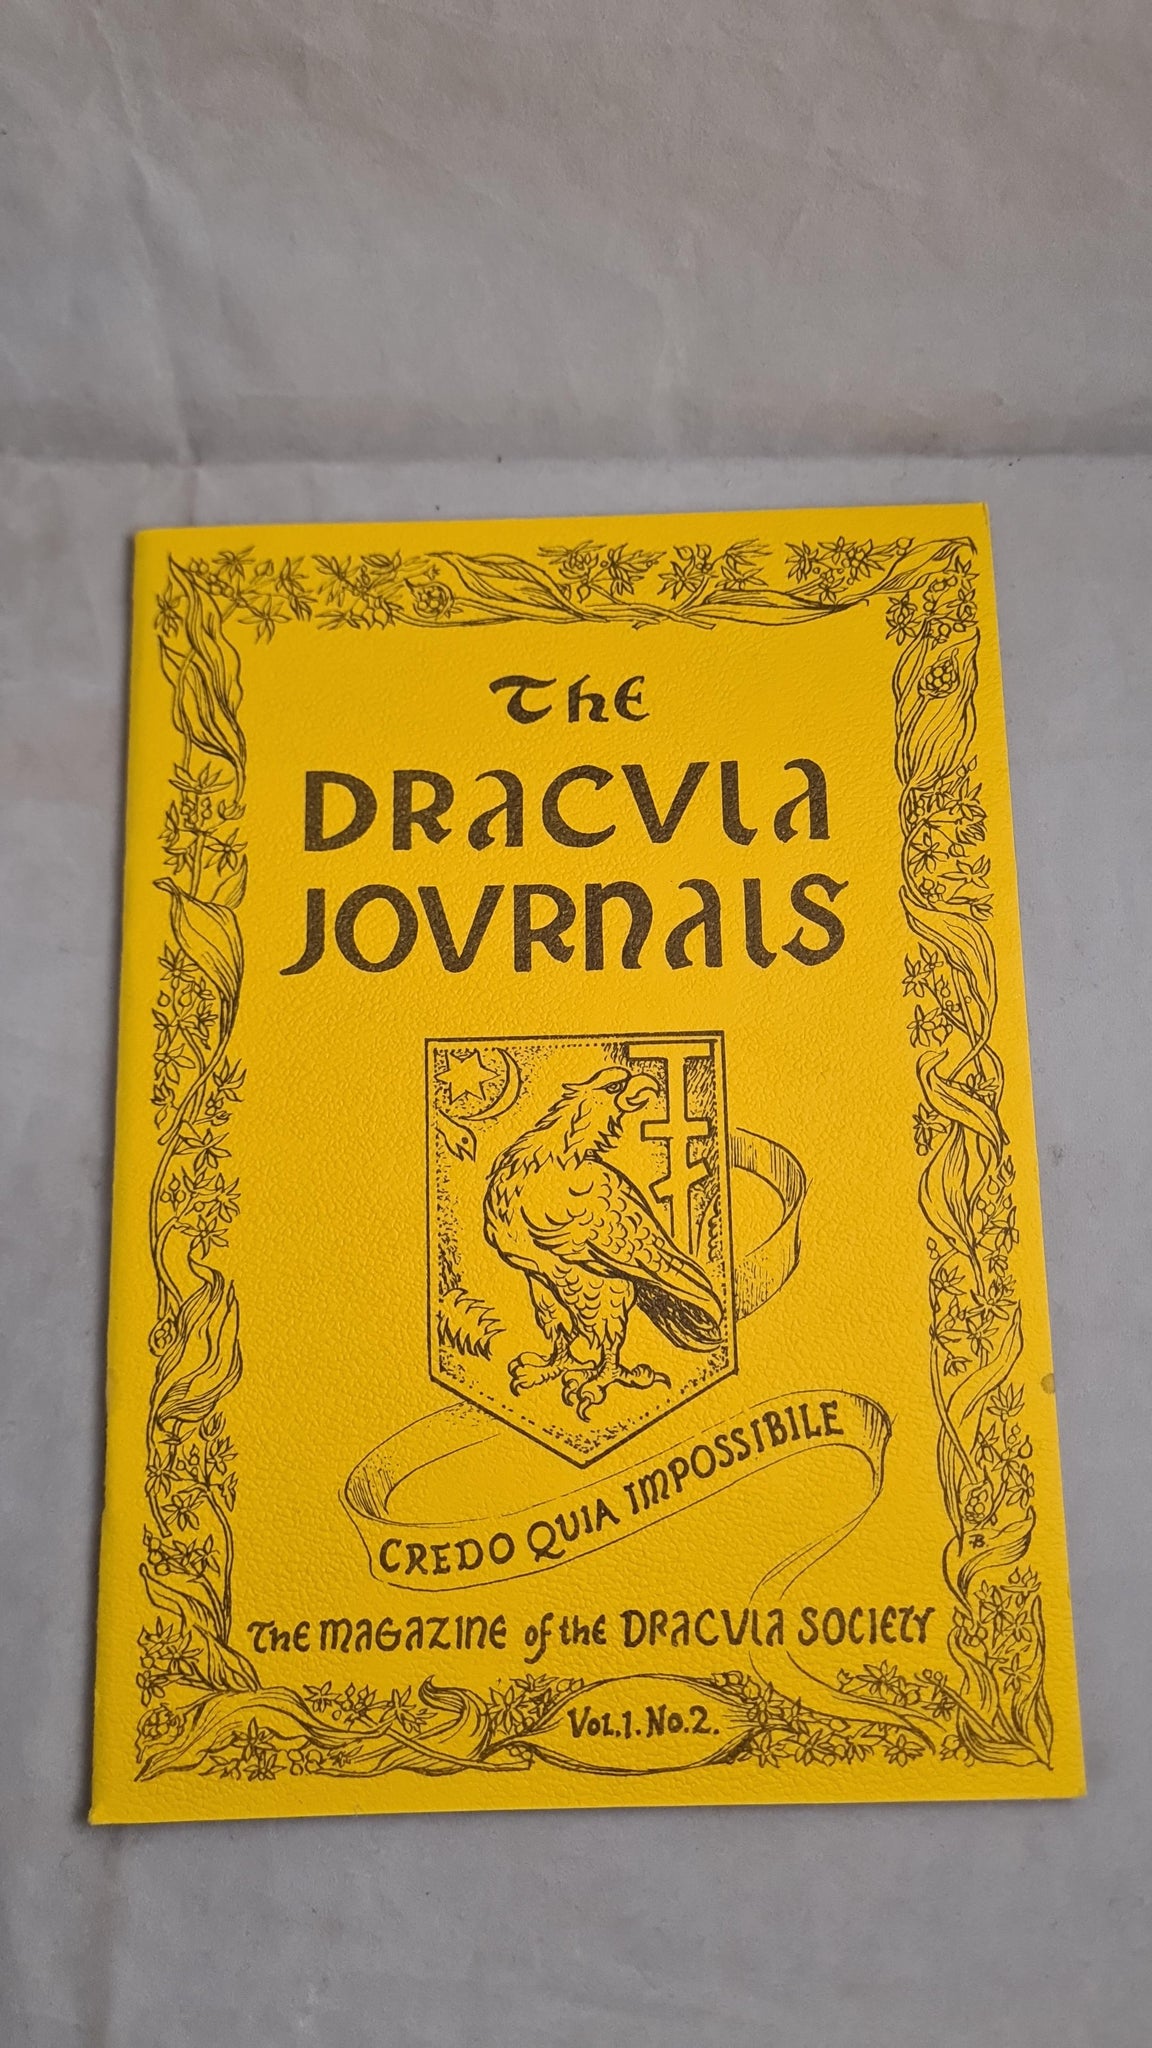 The
DRACVLA
JOVRNALS
CREDO QUIA IMPOSSIBILE
The MAGAZINE of the DRACVLA SOCIETY
VOL.1. No.2.